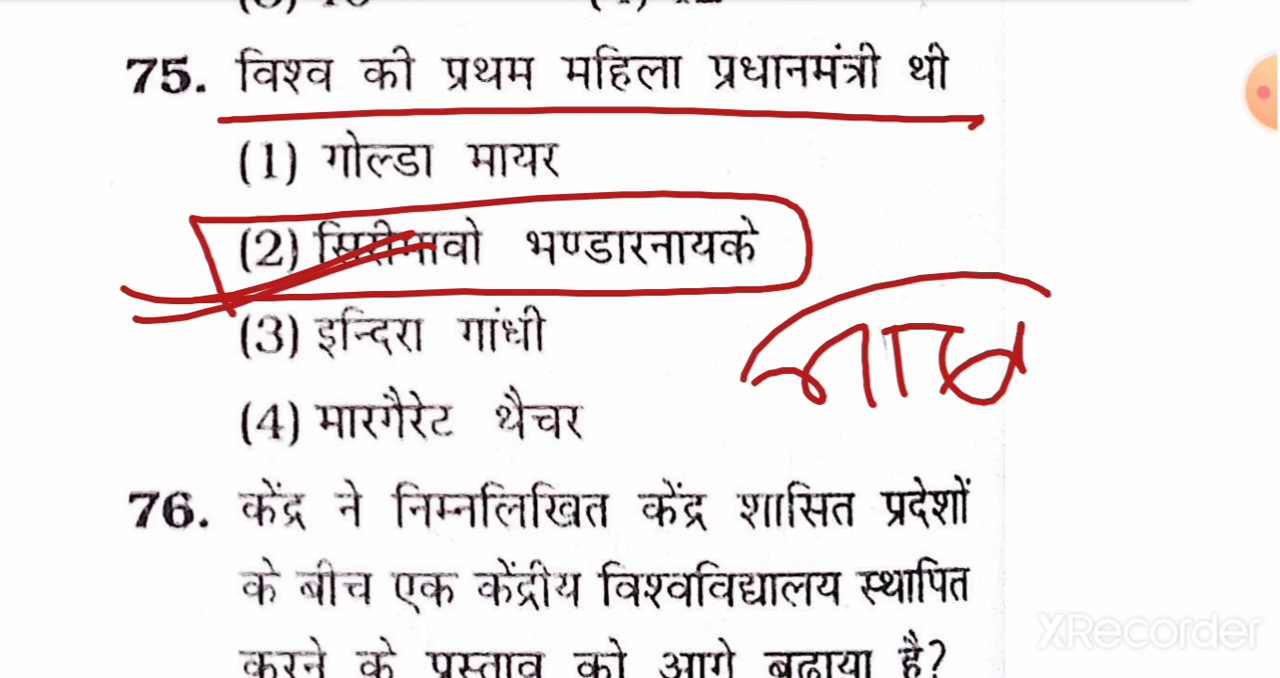 75. विश्व की प्रथम महिला प्रधानमंत्री थी
(1) गोल्डा मायर
(2) सिरीमावो भण्डारनायके
(3) इन्दिरा गांधी
(4) मारगैरेट थैचर
76. केंद्र ने निम्नलिखित केंद्र शासित प्रदेशों
के बीच एक केंद्रीय विश्वविद्यालय स्थापित
करने के प्रस्ताव को आगे बढ़ाया है?
XRecorder